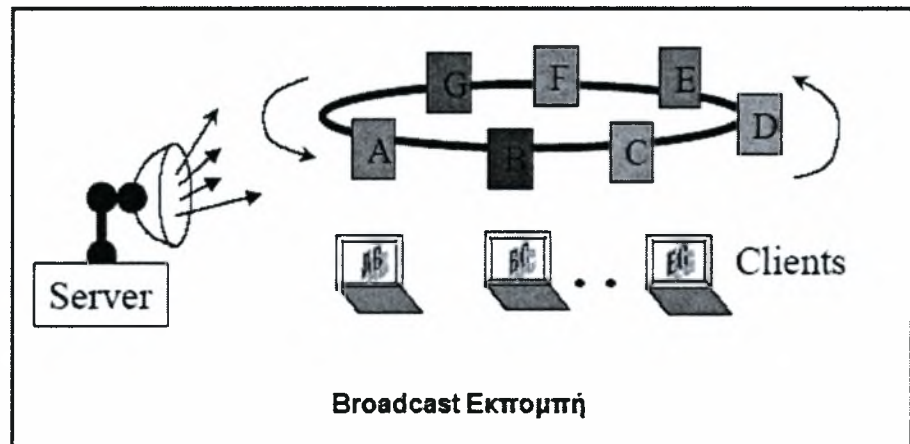 G F E
A B C D
Server
Clients
Broadcast Εκπομπή